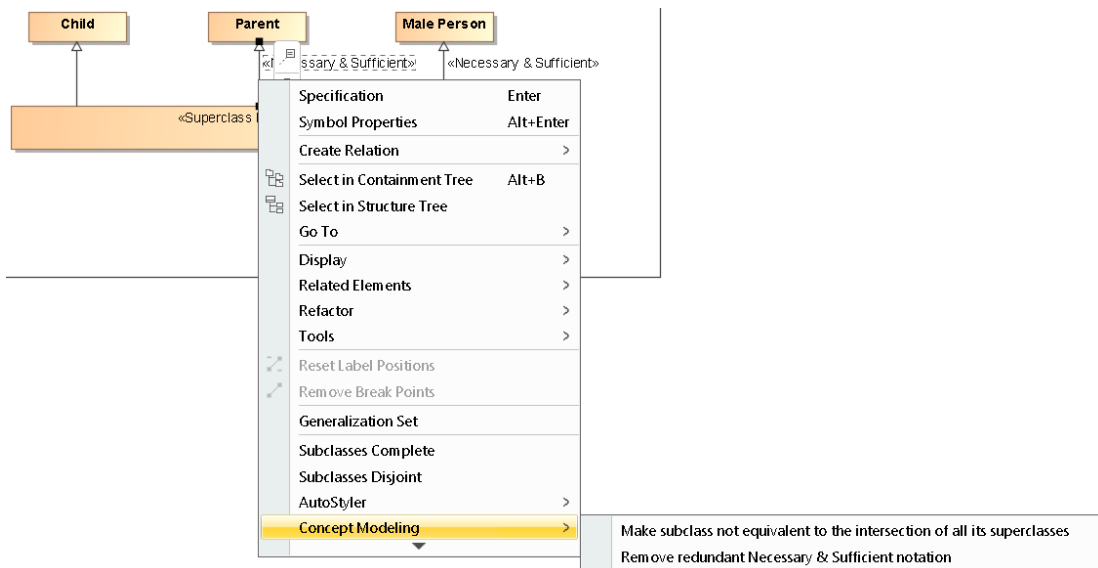 Child
Parent
Male Person
ssary & Sufficient»
«Necessary & Sufficient»
«Superclass
Specification Enter
Symbol Properties Alt+Enter
Create Relation >
Select in Containment Tree Alt+B
Select in Structure Tree
Go To >
Display >
Related Elements >
Refactor >
Tools >
Reset Label Positions
Remove Break Points
Generalization Set
Subclasses Complete
Subclasses Disjoint
AutoStyler >
Concept Modeling >
Make subclass not equivalent to the intersection of all its superclasses
Remove redundant Necessary & Sufficient notation